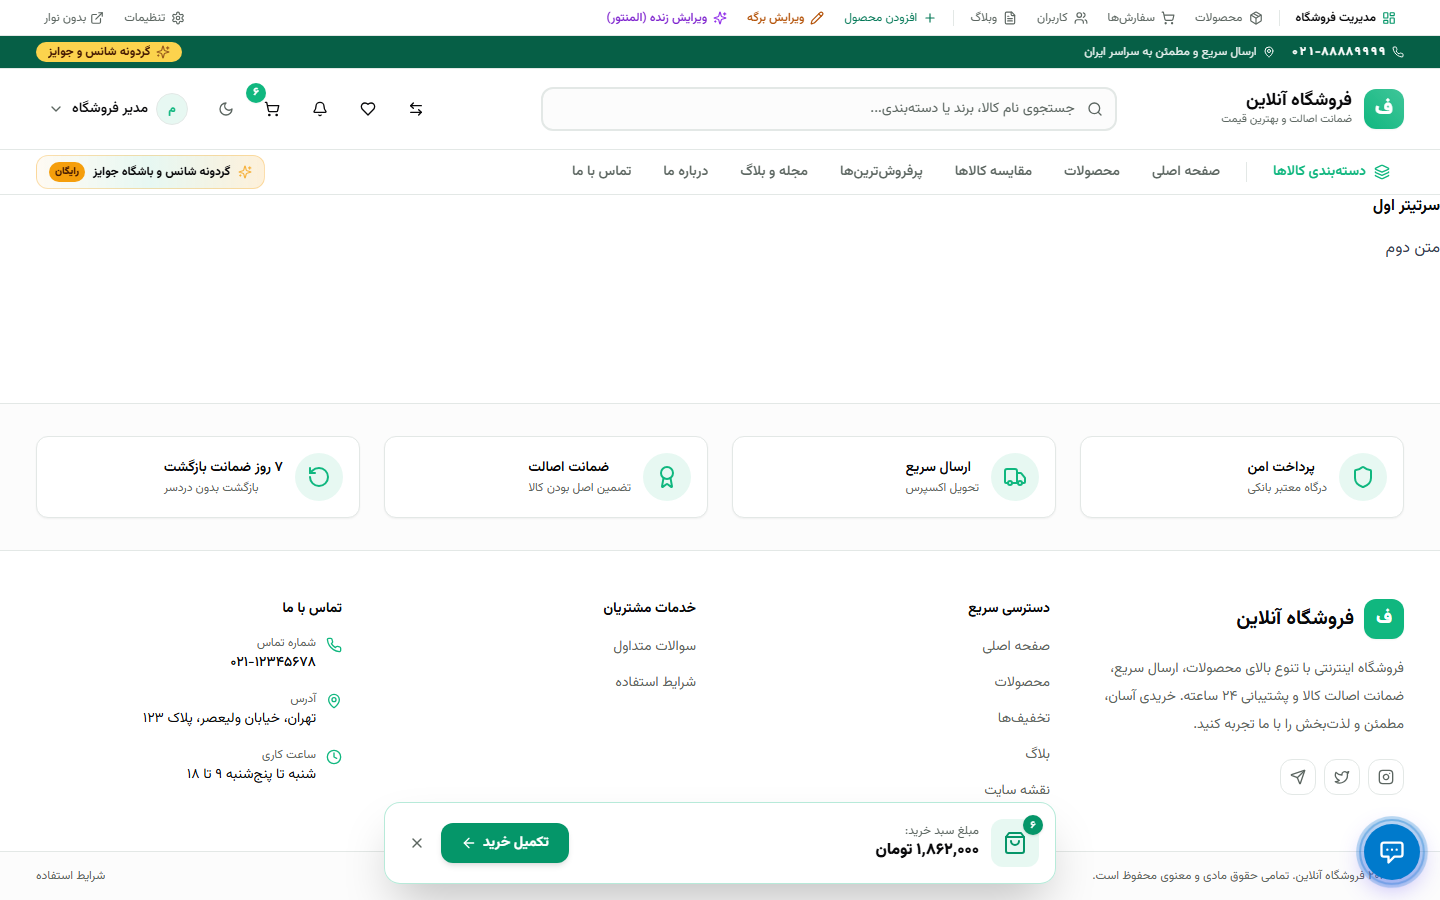 مدیریت فروشگاه
محصولات
سفارش‌ها
کاربران
وبلاگ
افزودن محصول
ویرایش برگه
ویرایش زنده (المنتور)
تنظیمات
بدون نوار
۰۲۱-۸۸۸۸۹۹۹۹
ارسال سریع و مطمئن به سراسر ایران
گردونه شانس و جوایز
ف
فروشگاه آنلاین
ضمانت اصالت و بهترین قیمت
جستجوی نام کالا، برند یا دسته‌بندی...
۶
م
مدیر فروشگاه
دسته‌بندی کالاها
صفحه اصلی
محصولات
مقایسه کالاها
پرفروش‌ترین‌ها
مجله و بلاگ
درباره ما
تماس با ما
گردونه شانس و باشگاه جوایز
رایگان
سرتیتر اول
متن دوم
پرداخت امن
درگاه معتبر بانکی
ارسال سریع
تحویل اکسپرس
ضمانت اصالت
تضمین اصل بودن کالا
۷ روز ضمانت بازگشت
بازگشت بدون دردسر
ف
فروشگاه آنلاین
فروشگاه اینترنتی با تنوع بالای محصولات، ارسال سریع،
ضمانت اصالت کالا و پشتیبانی ۲۴ ساعته. خریدی آسان،
مطمئن و لذت‌بخش را با ما تجربه کنید.
دسترسی سریع
صفحه اصلی
محصولات
تخفیف‌ها
بلاگ
نقشه سایت
خدمات مشتریان
سوالات متداول
شرایط استفاده
تماس با ما
شماره تماس
۰۲۱-۱۲۳۴۵۶۷۸
آدرس
تهران، خیابان ولیعصر، پلاک ۱۲۳
ساعت کاری
شنبه تا پنج‌شنبه ۹ تا ۱۸
۶
مبلغ سبد خرید:
۱,۸۶۲,۰۰۰ تومان
تکمیل خرید
فروشگاه آنلاین. تمامی حقوق مادی و معنوی محفوظ است.
شرایط استفاده